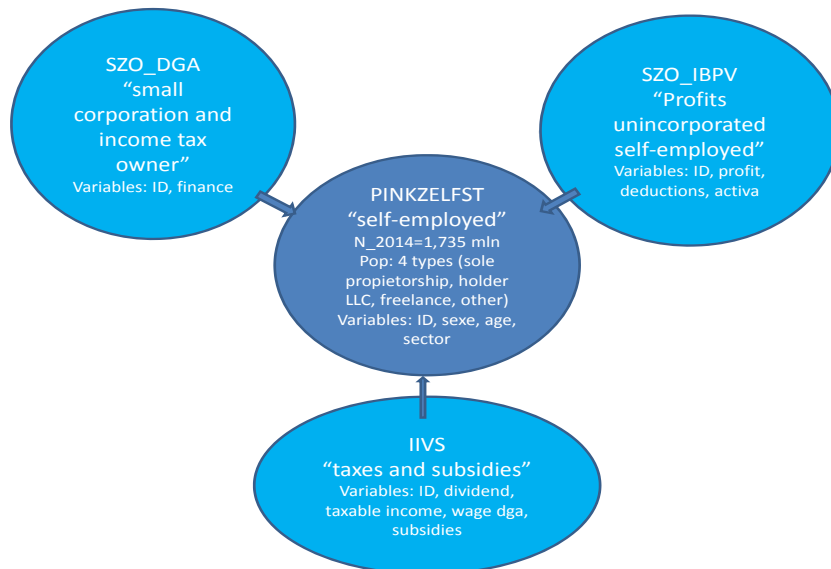 SZO_DGA
“small
corporation and
income tax
owner”
Variables: ID, finance
SZO_IBPV
“Profits
unincorporated
self-employed”
Variables: ID, profit,
deductions, activa
PINKZELFST
“self-employed”
N_2014=1,735 mln
Pop: 4 types (sole
propietorship, holder
LLC, freelance, other)
Variables: ID, sexe, age,
sector
IIVS
“taxes and subsidies”
Variables: ID, dividend,
taxable income, wage dga,
subsidies